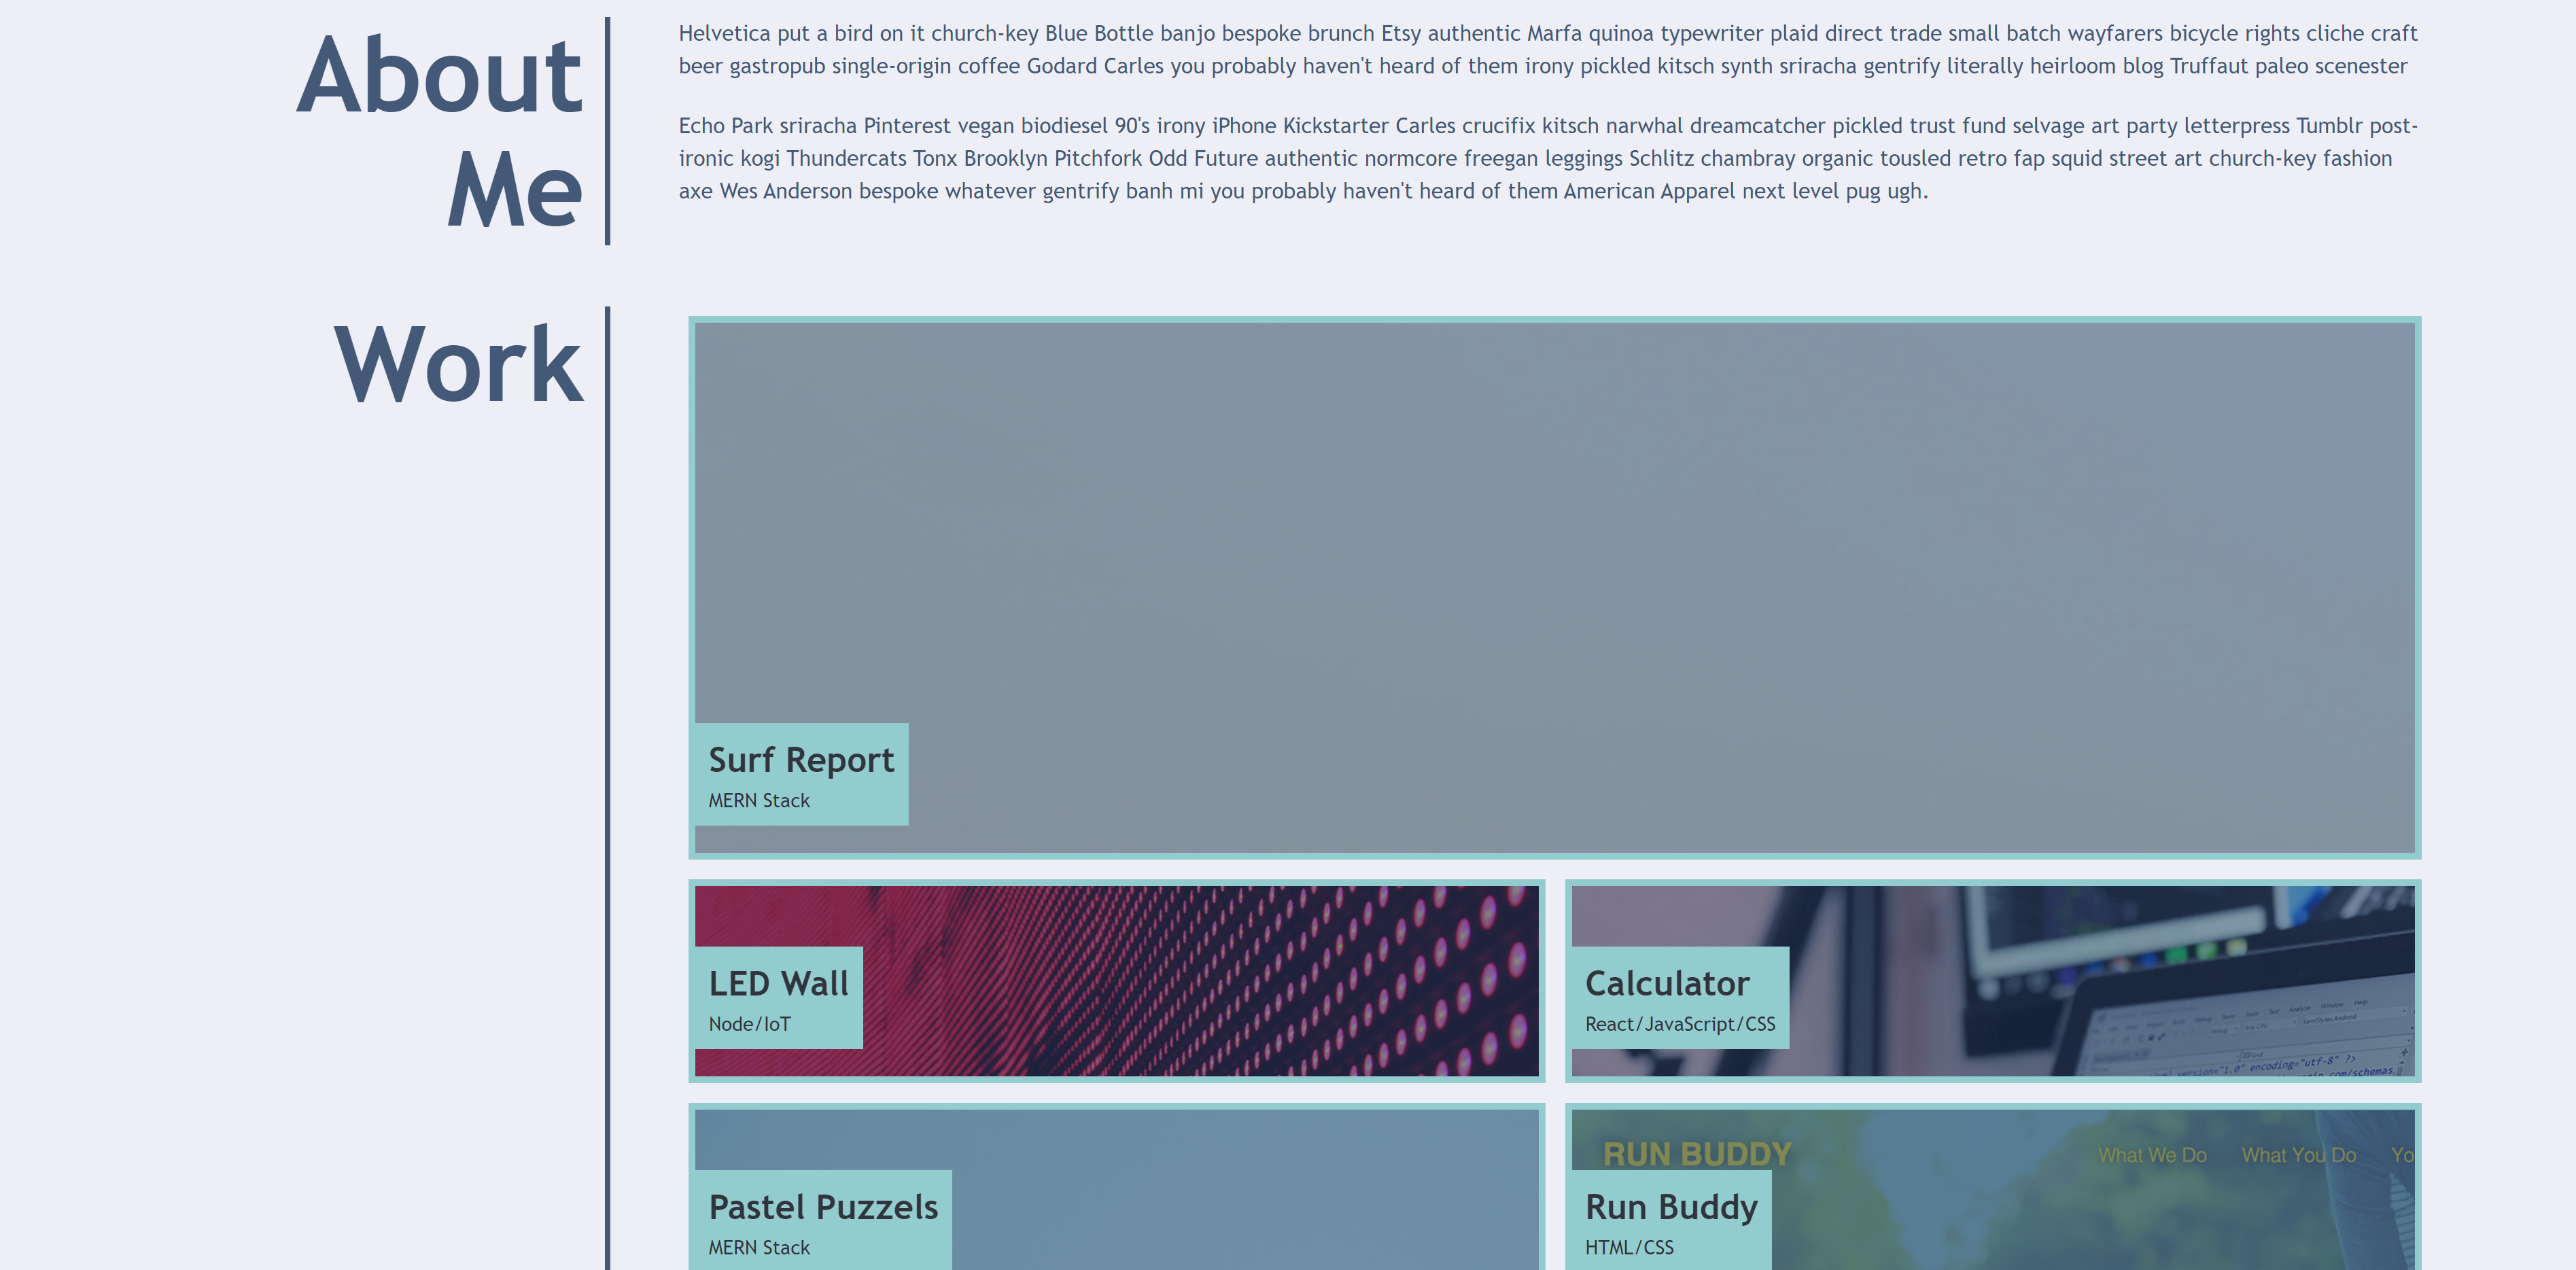 About
Me
Helvetica put a bird on it church-key Blue Bottle banjo bespoke brunch Etsy authentic Marfa quinoa typewriter plaid direct trade small batch wayfarers bicycle rights cliche craft
beer gastropub single-origin coffee Godard Carles you probably haven't heard of them irony pickled kitsch synth sriracha gentrify literally heirloom blog Truffaut paleo scenester
Echo Park sriracha Pinterest vegan biodiesel 90's irony iPhone Kickstarter Carles crucifix kitsch narwhal dreamcatcher pickled trust fund selvage art party letterpress Tumblr post-
ironic kogi Thundercats Tonx Brooklyn Pitchfork Odd Future authentic normcore freegan leggings Schlitz chambray organic tousled retro fap squid street art church-key fashion
axe Wes Anderson bespoke whatever gentrify banh mi you probably haven't heard of them American Apparel next level pug ugh.
Work
Surf Report
MERN Stack
LED Wall
Node/IoT
Calculator
React/JavaScript/CSS
Window Help
encoding="utf-8" ?>
.com/schemas
Pastel Puzzels
MERN Stack
RUN BUDDY
What We Do What You Do Yo
Run Buddy
HTML/CSS